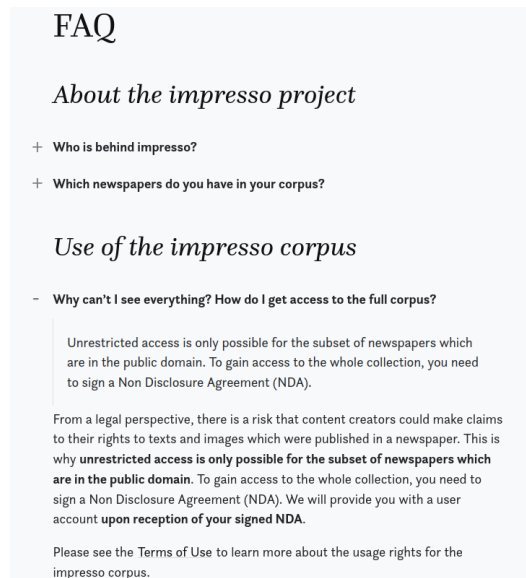 FAQ
About the impresso project
+ Who is behind impresso?
+ Which newspapers do you have in your corpus?
Use of the impresso corpus
- Why can't I see everything? How do I get access to the full corpus?
Unrestricted access is only possible for the subset of newspapers which
are in the public domain. To gain access to the whole collection, you need
to sign a Non Disclosure Agreement (NDA).
From a legal perspective, there is a risk that content creators could make claims
to their rights to texts and images which were published in a newspaper. This is
why unrestricted access is only possible for the subset of newspapers which
are in the public domain. To gain access to the whole collection, you need to
sign a Non Disclosure Agreement (NDA). We will provide you with a user
account upon reception of your signed NDA.
Please see the Terms of Use to learn more about the usage rights for the
impresso corpus.